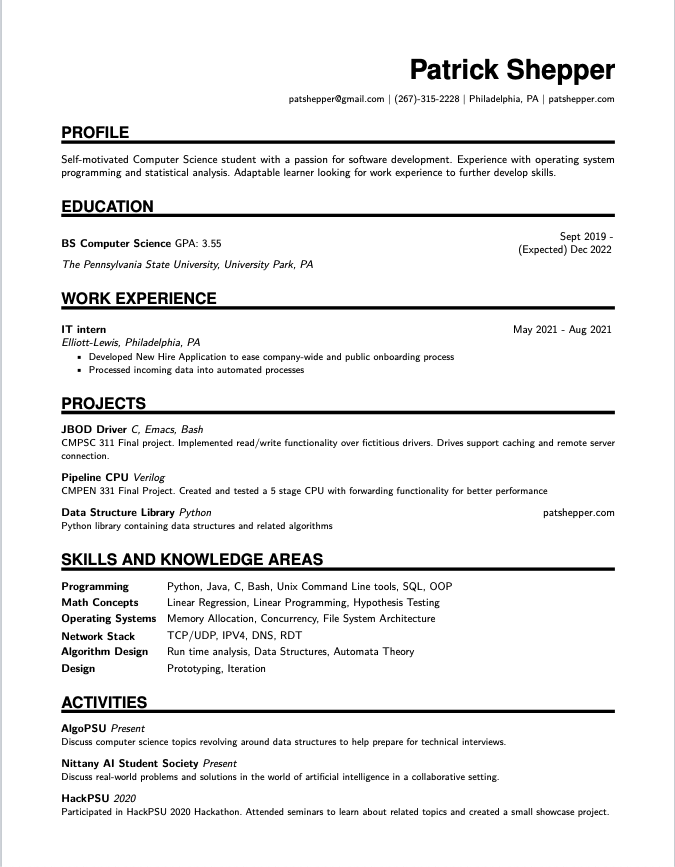 Patrick Shepper
patshepper@gmail.com | (267)-315-2228 | Philadelphia, PA | patshepper.com
PROFILE
Self-motivated Computer Science student with a passion for software development. Experience with operating system
programming and statistical analysis. Adaptable learner looking for work experience to further develop skills.
EDUCATION
BS Computer Science GPA: 3.55
Sept 2019 -
(Expected) Dec 2022
The Pennsylvania State University, University Park, PA
WORK EXPERIENCE
IT intern May 2021 - Aug 2021
Elliott-Lewis, Philadelphia, PA
▪ Developed New Hire Application to ease company-wide and public onboarding process
▪ Processed incoming data into automated processes
PROJECTS
JBOD Driver C, Emacs, Bash
CMPSC 311 Final project. Implemented read/write functionality over fictitious drivers. Drives support caching and remote server
connection.
Pipeline CPU Verilog
CMPEN 331 Final Project. Created and tested a 5 stage CPU with forwarding functionality for better performance
Data Structure Library Python patshepper.com
Python library containing data structures and related algorithms
SKILLS AND KNOWLEDGE AREAS
Programming Python, Java, C, Bash, Unix Command Line tools, SQL, OOP
Math Concepts Linear Regression, Linear Programming, Hypothesis Testing
Operating Systems Memory Allocation, Concurrency, File System Architecture
Network Stack TCP/UDP, IPV4, DNS, RDT
Algorithm Design Run time analysis, Data Structures, Automata Theory
Design Prototyping, Iteration
ACTIVITIES
AlgoPSU Present
Discuss computer science topics revolving around data structures to help prepare for technical interviews.
Nittany AI Student Society Present
Discuss real-world problems and solutions in the world of artificial intelligence in a collaborative setting.
HackPSU 2020
Participated in HackPSU 2020 Hackathon. Attended seminars to learn about related topics and created a small showcase project.